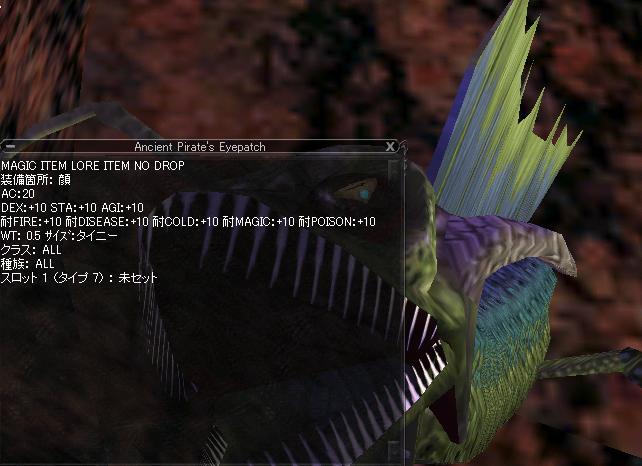 Ancient Pirate's Eyepatch
MAGIC ITEM LORE ITEM NO DROP
装備箇所: 顔
AC:20
DEX:+10 STA:+10 AGI:+10
耐FIRE:+10 耐DISEASE:+10 耐COLD:+10 耐MAGIC:+10 耐POISON:+10
WT: 0.5 サイズ:タイニー
クラス: ALL
種族: ALL
スロット 1 (タイプ 7) : 未セット